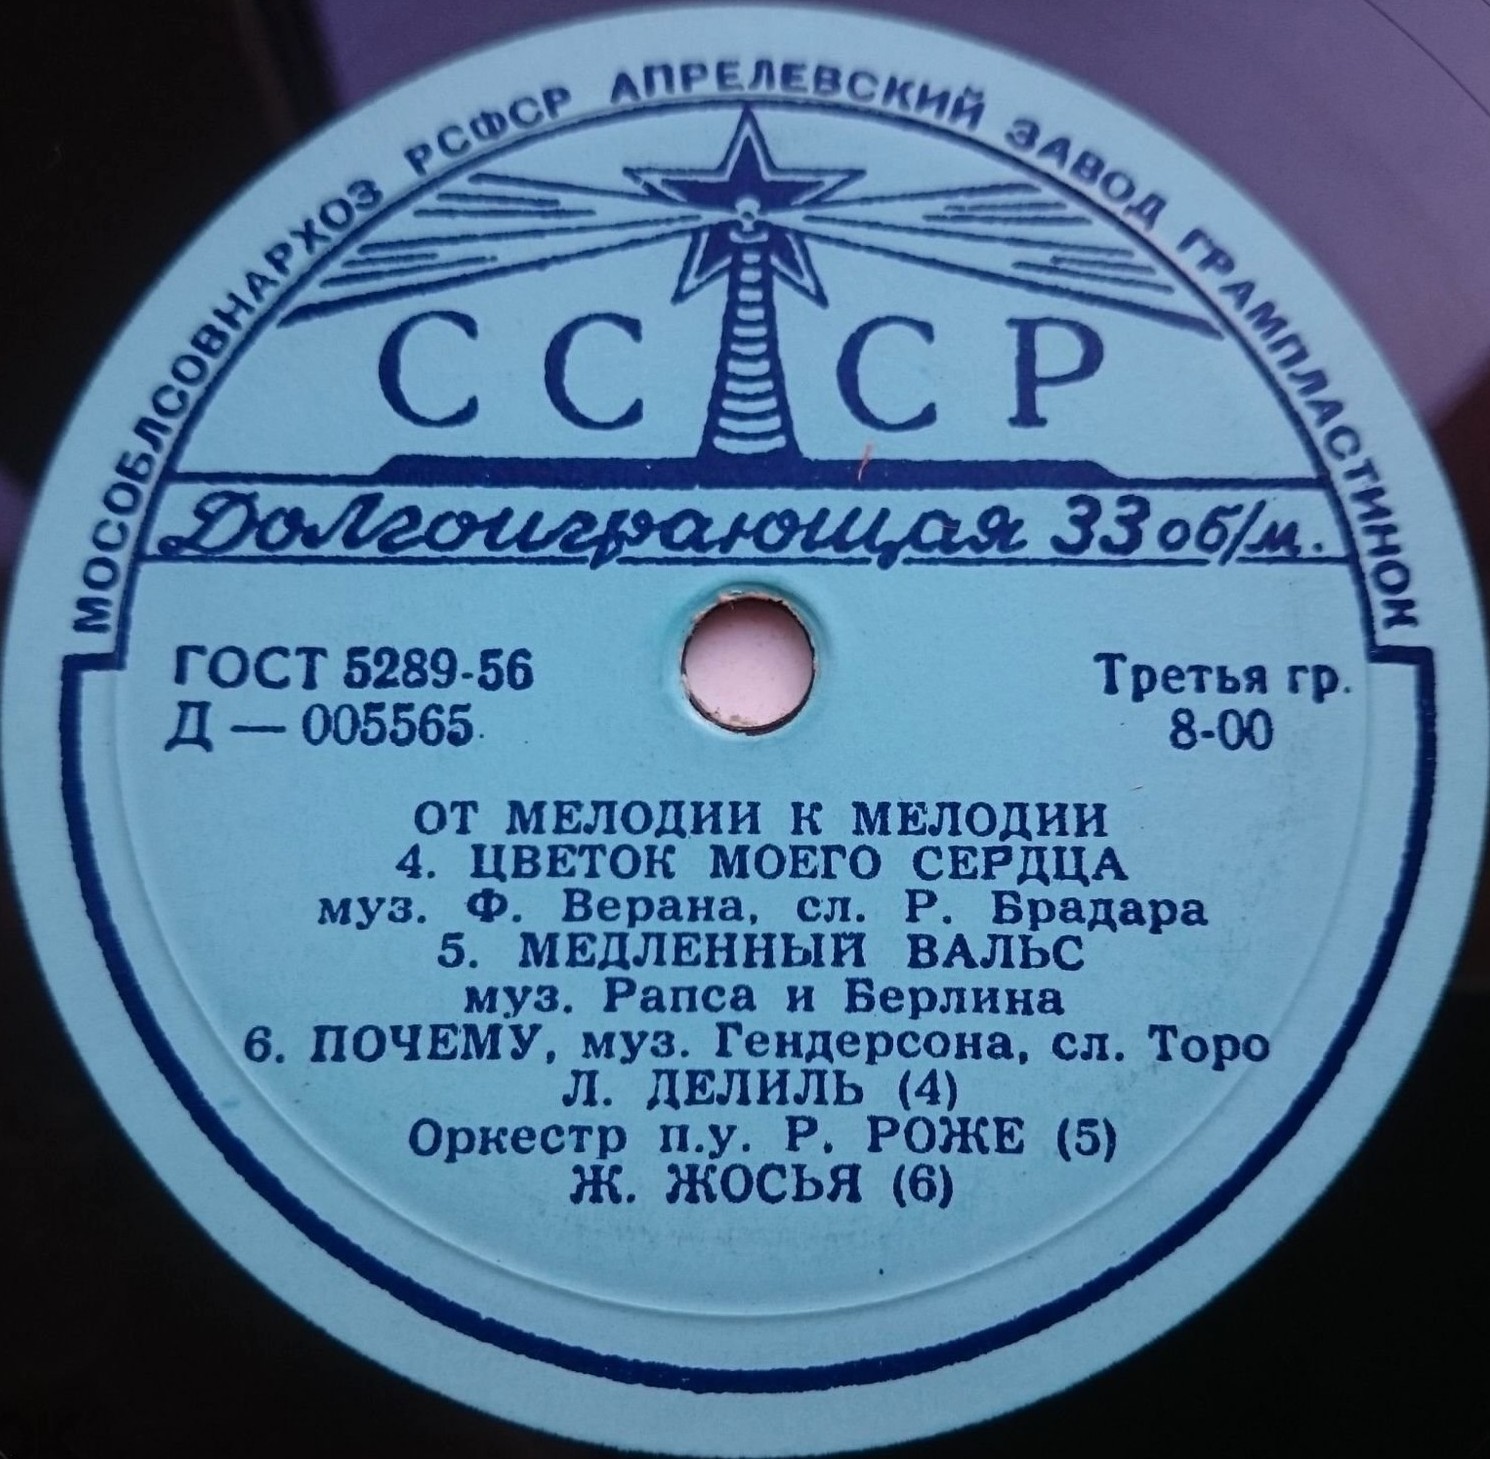 МОСОБЛСОВНАРХОЗ РСФСР АПРЕЛЕВСКИЙ ЗАВОД ГРАМПЛАСТИНОК
СССР
Долгоиграющая 33 об/м.
ГОСТ 5289-56
Д — 005565
Третья гр.
8-00
ОТ МЕЛОДИИ К МЕЛОДИИ
4. ЦВЕТОК МОЕГО СЕРДЦА
муз. Ф. Верана, сл. Р. Брадара
5. МЕДЛЕННЫЙ ВАЛЬС
муз. Рапса и Берлина
6. ПОЧЕМУ, муз. Гендерсона, сл. Торо
Л. ДЕЛИЛЬ (4)
Оркестр п.у. Р. РОЖЕ (5)
Ж. ЖОСЬЯ (6)